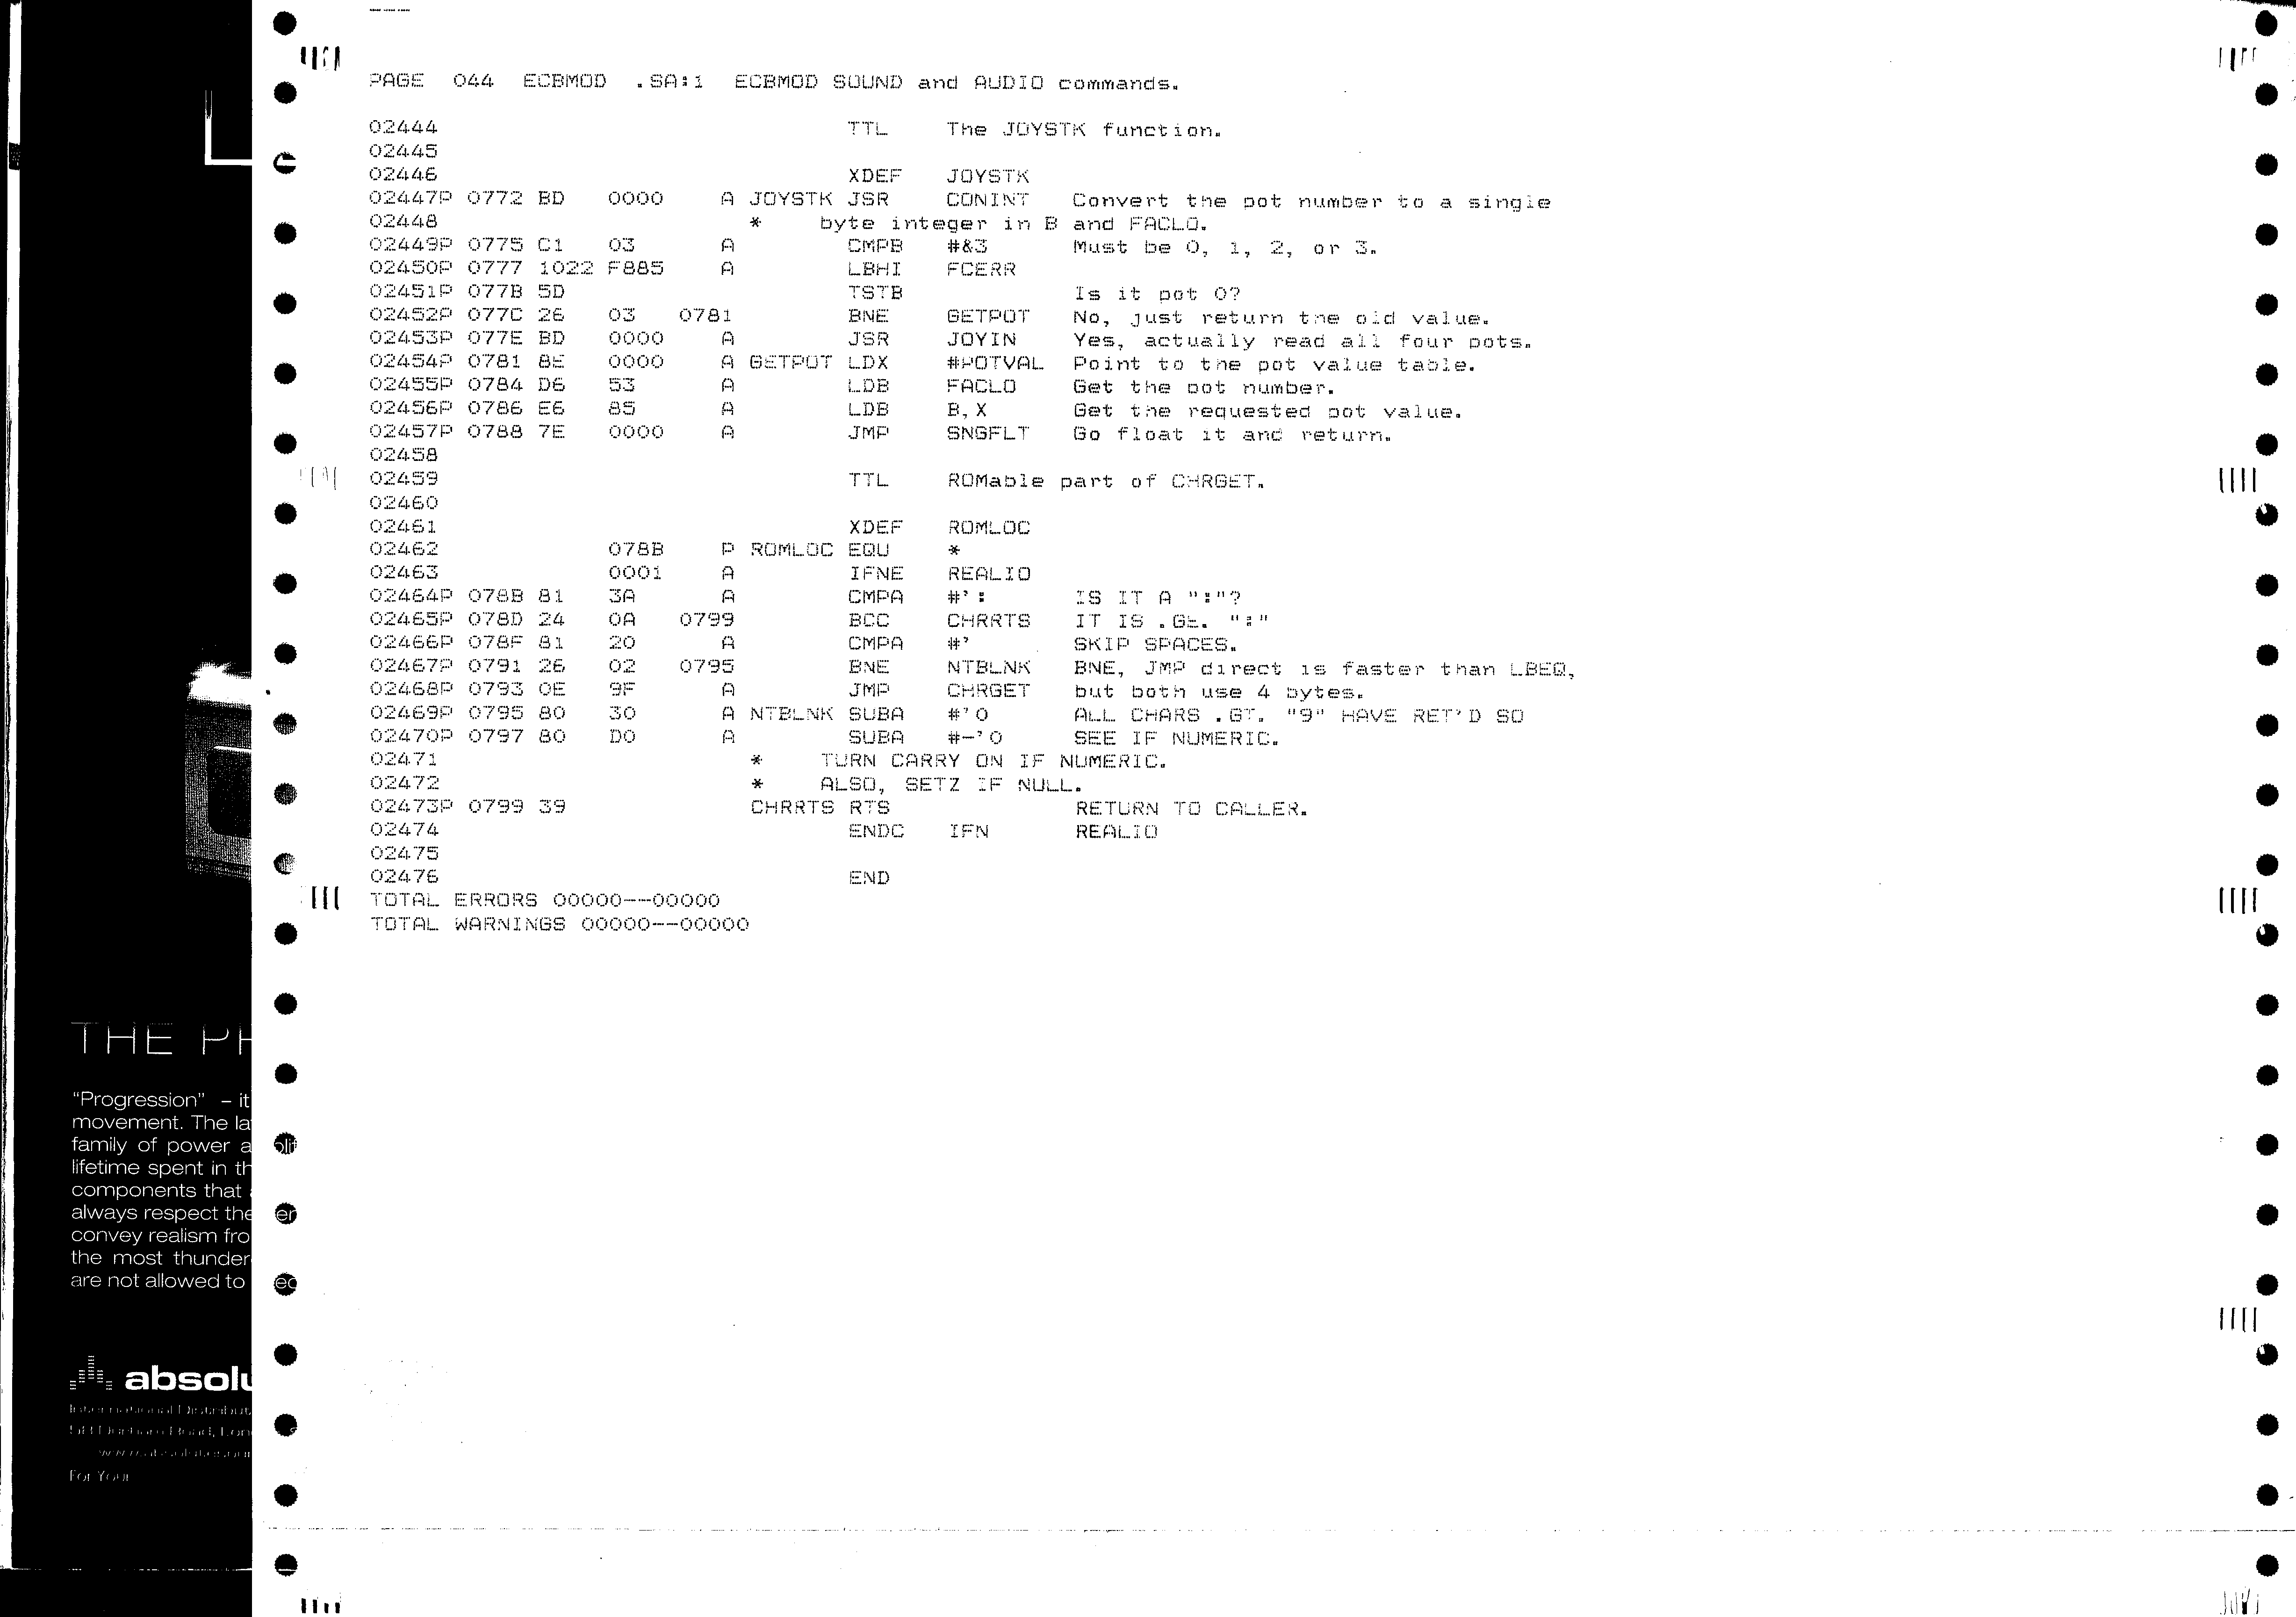 PAGE  044  ECBMOD  .SA:1  ECBMOD SOUND and AUDIO commands.
02444                             TTL    The JOYSTK function.
02445
02446                             XDEF   JOYSTK
02447P 0772 BD   0000    A JOYSTK JSR    CONINT   Convert the pot number to a single
02448                      *    byte integer in B and FACLO.
02449P 0775 C1   03      A        CMPB   #&3      Must be 0, 1, 2, or 3.
02450P 0777 1022 F885    A        LBHI   FCERR
02451P 077B 5D                    TSTB            Is it pot 0?
02452P 077C 26   03   0781        BNE    GETPOT   No, just return the old value.
02453P 077E BD   0000    A        JSR    JOYIN    Yes, actually read all four pots.
02454P 0781 8E   0000    A GETPOT LDX    #POTVAL  Point to the pot value table.
02455P 0784 D6   53      A        LDB    FACLO    Get the pot number.
02456P 0786 E6   85      A        LDB    B,X      Get the requested pot value.
02457P 0788 7E   0000    A        JMP    SNGFLT   Go float it and return.
02458
02459                             TTL    ROMable part of CHRGET.
02460
02461                             XDEF   ROMLOC
02462            078B    P ROMLOC EQU    *
02463            0001    A        IFNE   REALIO
02464P 078B 81   3A      A        CMPA   #':      IS IT A ":"?
02465P 078D 24   0A   0799        BCC    CHRRTS   IT IS .GE. ":"
02466P 078F 81   20      A        CMPA   #'       SKIP SPACES.
02467P 0791 26   02   0795        BNE    NTBLNK   BNE, JMP direct is faster than LBEQ,
02468P 0793 0E   9F      A        JMP    CHRGET   but both use 4 bytes.
02469P 0795 80   30      A NTBLNK SUBA   #'0      ALL CHARS .GT. "9" HAVE RET'D SO
02470P 0797 80   D0      A        SUBA   #-'0     SEE IF NUMERIC.
02471                      *    TURN CARRY ON IF NUMERIC.
02472                      *    ALSO, SETZ IF NULL.
02473P 0799 39             CHRRTS RTS             RETURN TO CALLER.
02474                             ENDC   IFN      REALIO
02475
02476                             END
TOTAL ERRORS 00000--00000
TOTAL WARNINGS 00000--00000
THE PH
"Progression" – it
movement. The la
family of power a
lifetime spent in th
components that
always respect the
convey realism fro
the most thunder
are not allowed to
absolu
International Distribut
Road, Lon
For Your